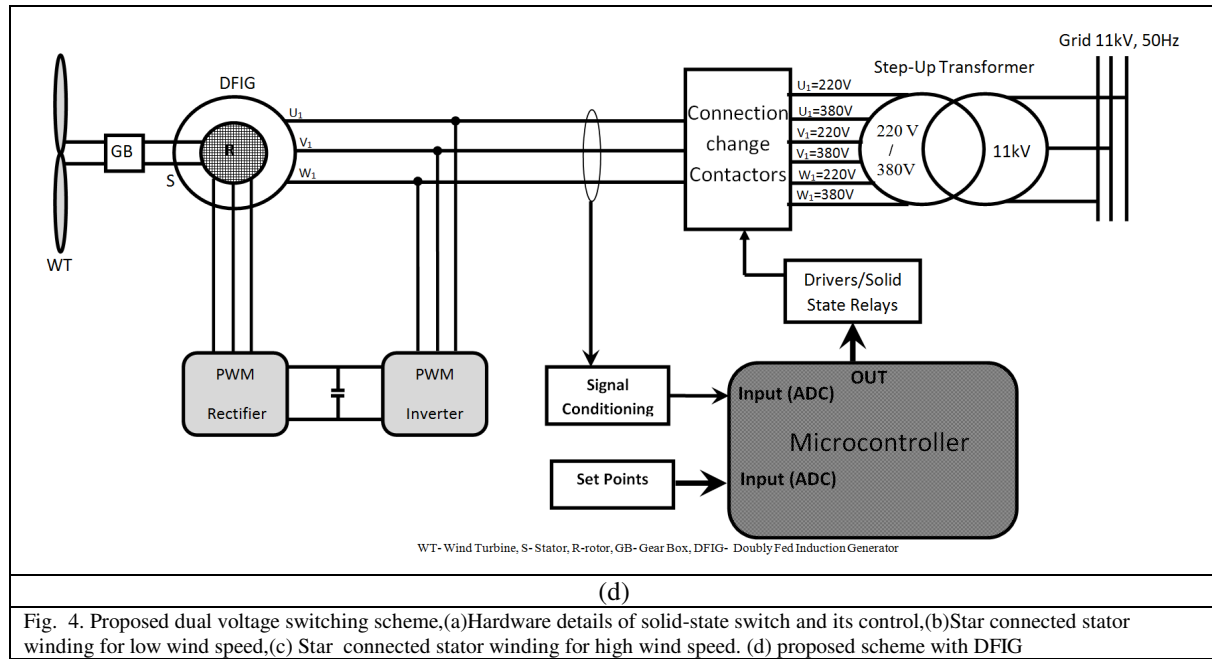 Grid 11kV, 50Hz
Step-Up Transformer
DFIG
U₁
V₁
W₁
GB
R
S
WT
Connection
change
Contactors
U₁=220V
U₁=380V
V₁=220V
V₁=380V
W₁=220V
W₁=380V
220 V
/
380V
11kV
Drivers/Solid
State Relays
PWM
Rectifier
PWM
Inverter
Signal
Conditioning
Set Points
OUT
Input (ADC)
Microcontroller
Input (ADC)
WT- Wind Turbine, S- Stator, R-rotor, GB- Gear Box, DFIG- Doubly Fed Induction Generator
(d)
Fig. 4. Proposed dual voltage switching scheme,(a)Hardware details of solid-state switch and its control,(b)Star connected stator
winding for low wind speed,(c) Star connected stator winding for high wind speed. (d) proposed scheme with DFIG